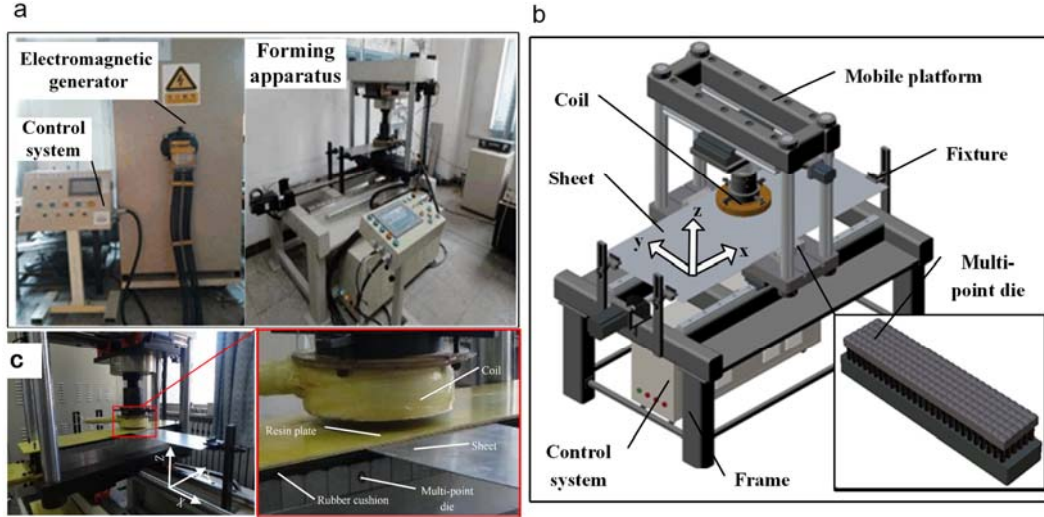 a
Electromagnetic
generator
Control
system
Forming
apparatus
b
Mobile platform
Coil
Fixture
Sheet
z
y
x
Multi-
point die
Control
system
Frame
c
Z
X
Coil
Resin plate
Sheet
Rubber cushion
Multi-point
die